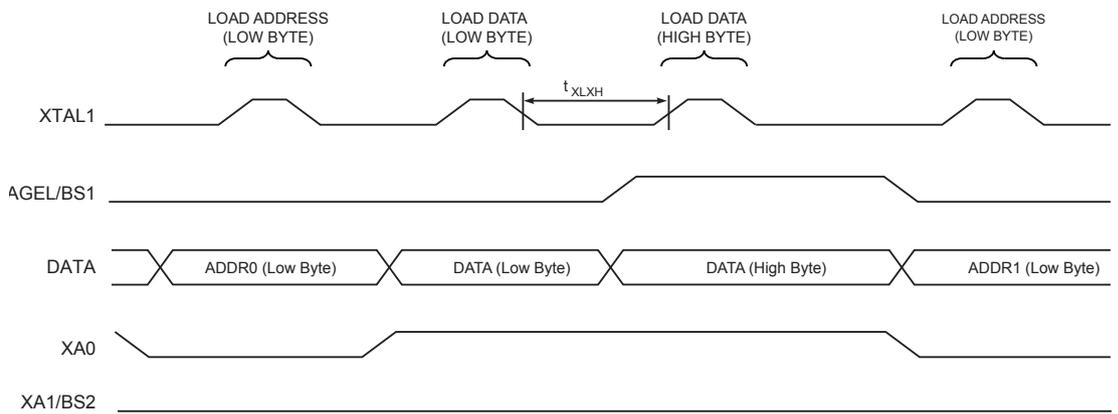 LOAD ADDRESS
(LOW BYTE)
LOAD DATA
(LOW BYTE)
LOAD DATA
(HIGH BYTE)
LOAD ADDRESS
(LOW BYTE)
t XLXH
XTAL1
AGEL/BS1
DATA
ADDR0 (Low Byte)
DATA (Low Byte)
DATA (High Byte)
ADDR1 (Low Byte)
XA0
XA1/BS2